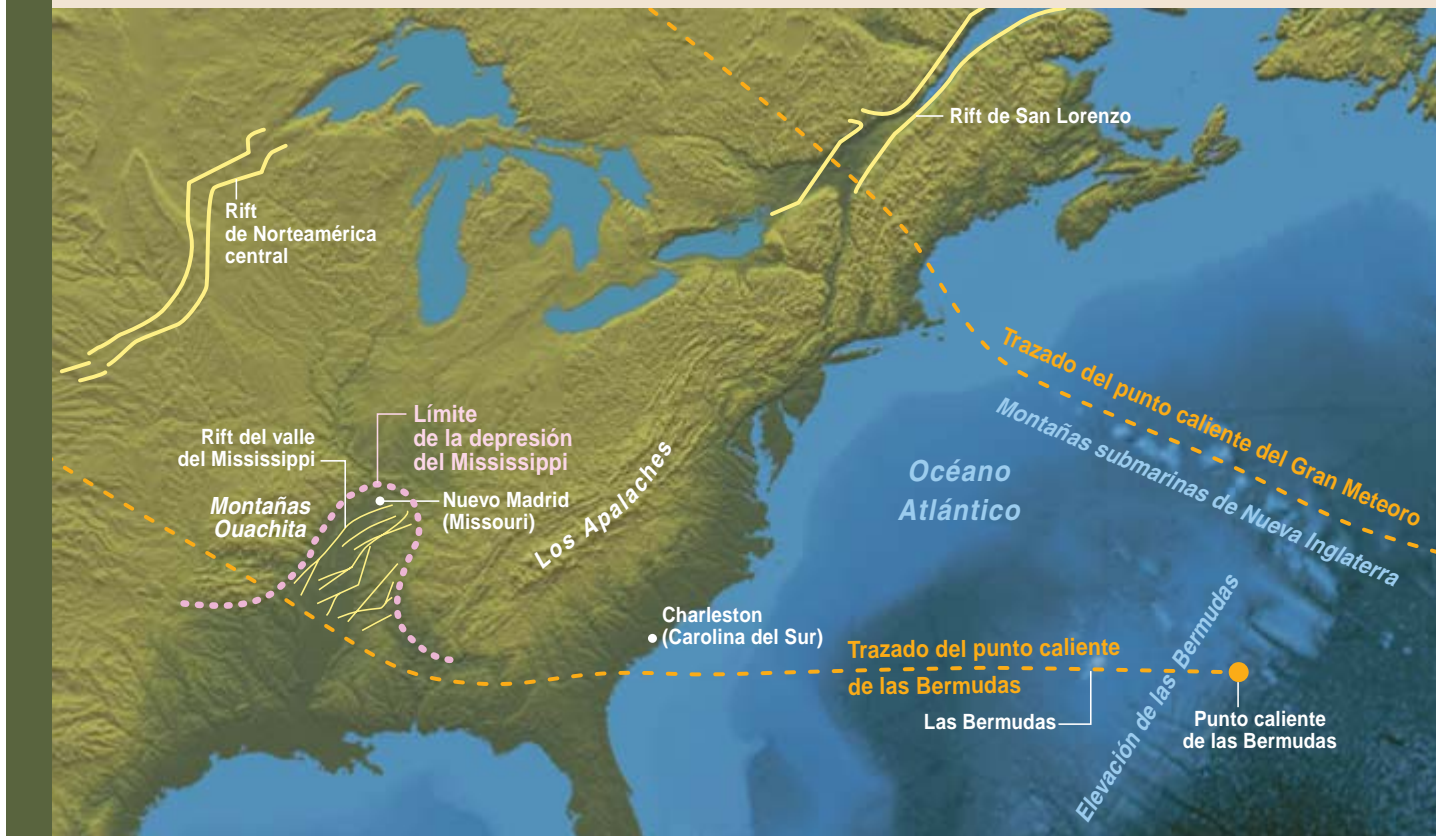 Rift de San Lorenzo
Rift
de Norteamérica
central
Trazado del punto caliente del Gran Meteoro
Montañas submarinas de Nueva Inglaterra
Límite
de la depresión
del Mississippi
Rift del valle
del Mississippi
Montañas
Ouachita
Nuevo Madrid
(Missouri)
Los Apalaches
Océano
Atlántico
Charleston
(Carolina del Sur)
Trazado del punto caliente
de las Bermudas
Las Bermudas
Elevación de las Bermudas
Punto caliente
de las Bermudas